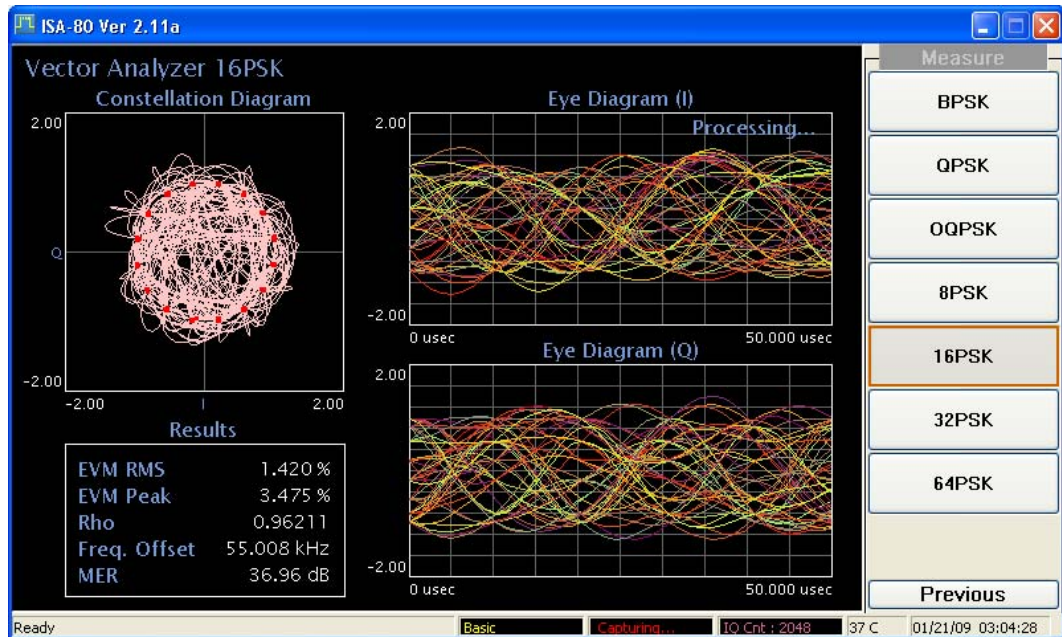 ISA-80 Ver 2.11a
Vector Analyzer 16PSK
Constellation Diagram
2.00
Q
-2.00
-2.00
I
2.00
Eye Diagram (I)
2.00
Processing...
-2.00
0 usec
50.000 usec
Eye Diagram (Q)
2.00
-2.00
0 usec
50.000 usec
Results
EVM RMS 1.420 %
EVM Peak 3.475 %
Rho 0.96211
Freq. Offset 55.008 kHz
MER 36.96 dB
Measure
BPSK
QPSK
OQPSK
8PSK
16PSK
32PSK
64PSK
Previous
Ready
Basic
Capturing...
IQ Cnt : 2048
37 C
01/21/09 03:04:28